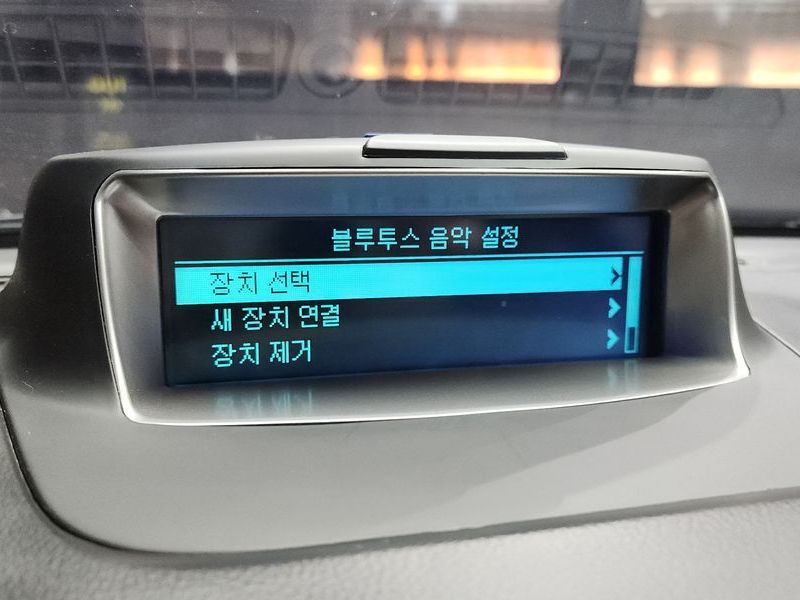 블루투스 음악 설정
장치 선택
새 장치 연결
장치 제거